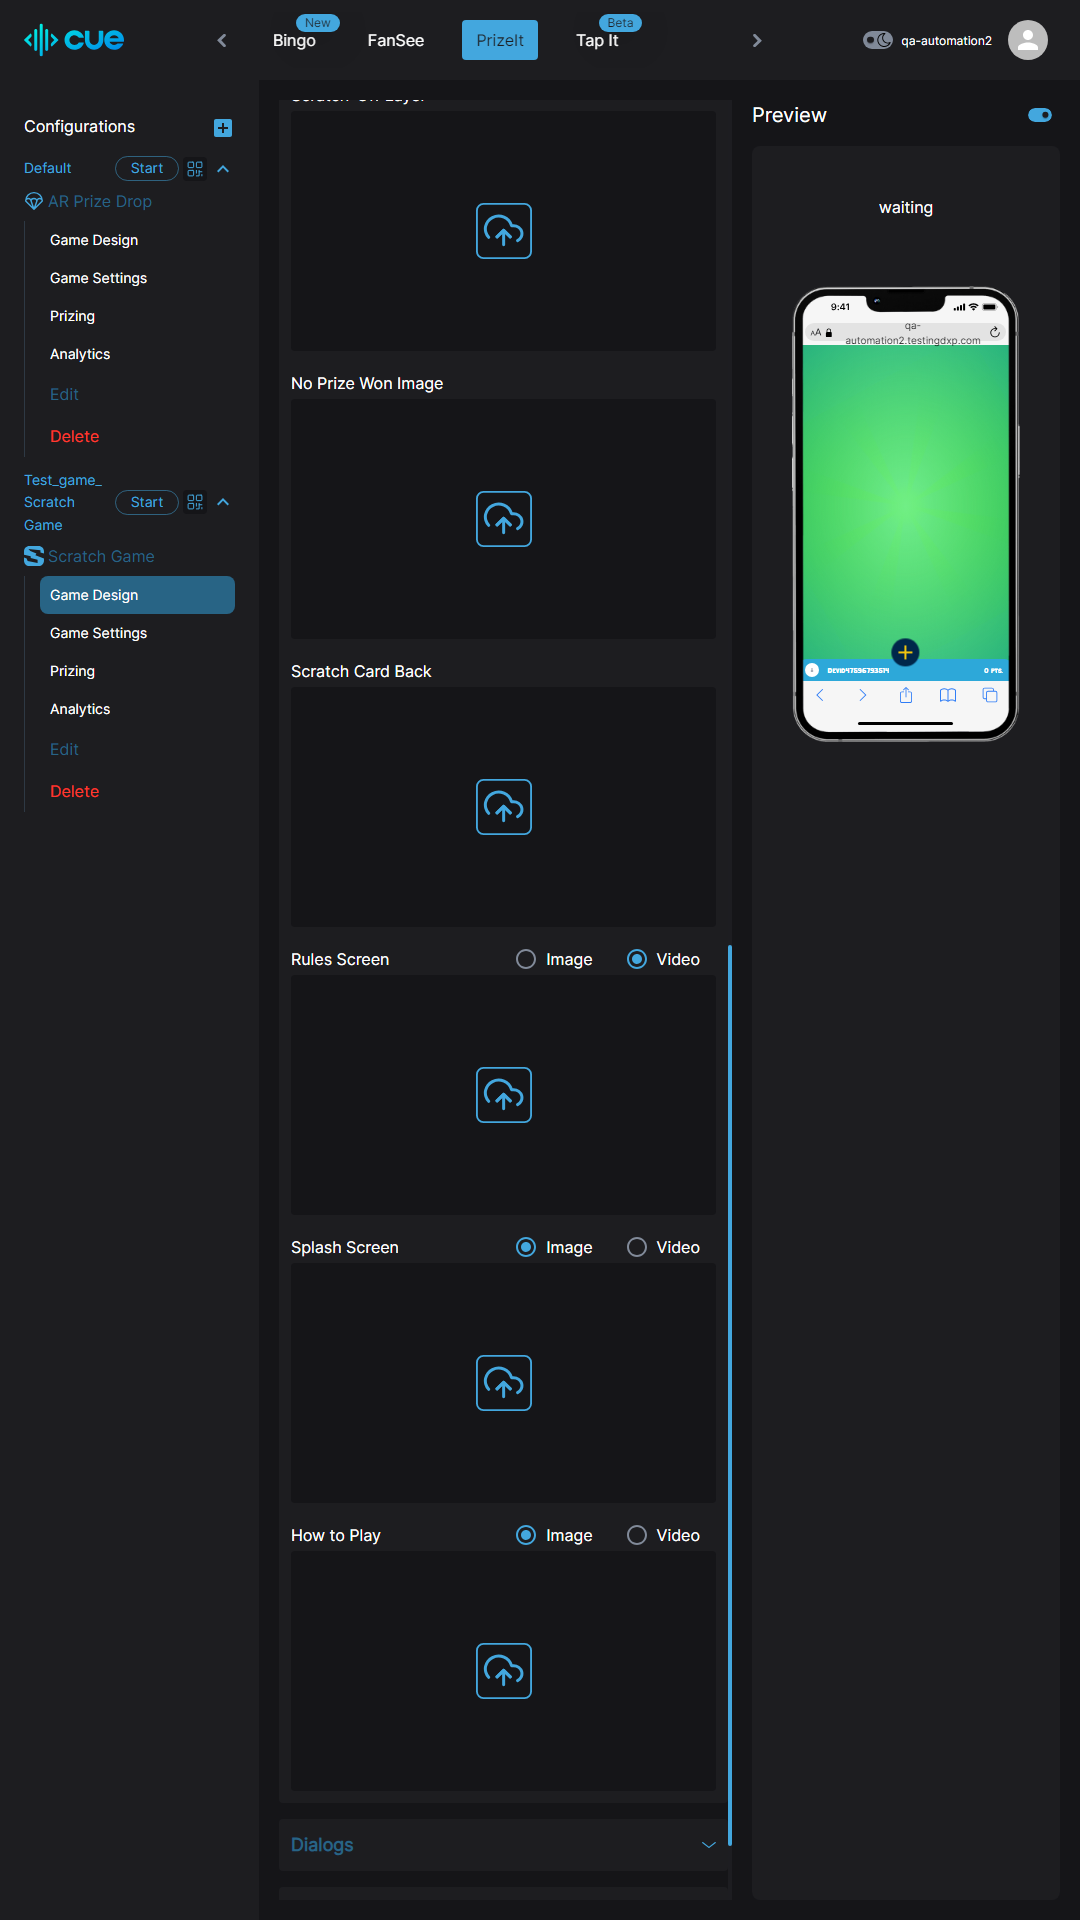 cue
Bingo
New
FanSee
PrizeIt
Tap It
Beta
qa-automation2
Configurations
Default
Start
AR Prize Drop
Game Design
Game Settings
Prizing
Analytics
Edit
Delete
Test_game_
Scratch
Game
Start
Scratch Game
Game Design
Game Settings
Prizing
Analytics
Edit
Delete
Scratch-Off Layer
No Prize Won Image
Scratch Card Back
Rules Screen
Image
Video
Splash Screen
Image
Video
How to Play
Image
Video
Dialogs
Preview
waiting
9:41
AA
qa-
automation2.testingdxp.com
0 PTS.